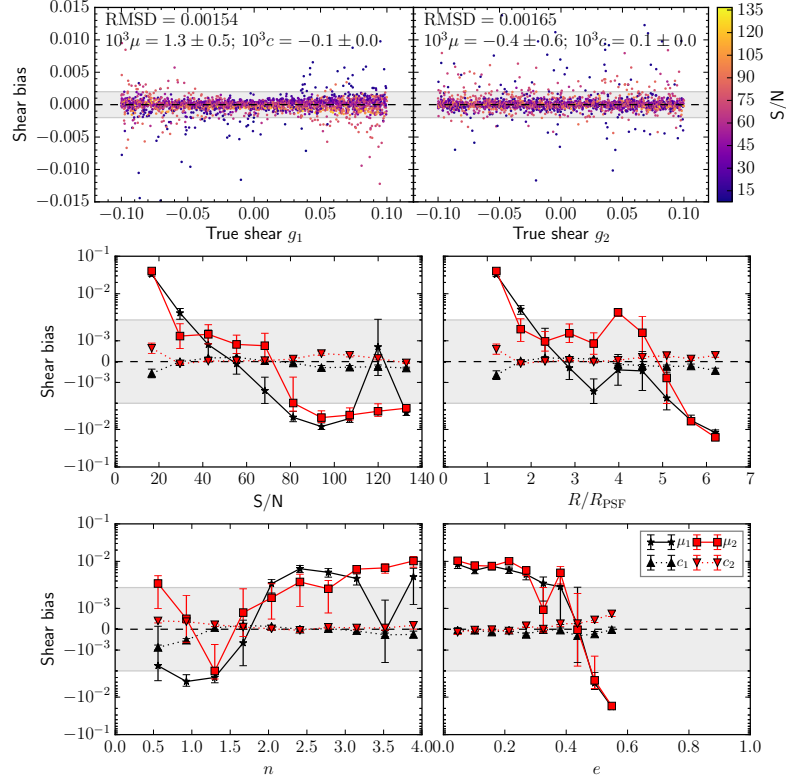 RMSD = 0.00154
10³μ = 1.3 ± 0.5; 10³c = −0.1 ± 0.0
RMSD = 0.00165
10³μ = −0.4 ± 0.6; 10³c = 0.1 ± 0.0
0.015
0.010
0.005
0.000
−0.005
−0.010
−0.015
Shear bias
−0.10 −0.05 0.00 0.05 0.10
True shear g₁
−0.10 −0.05 0.00 0.05 0.10
True shear g₂
135
120
105
90
75
60
45
30
15
S/N
10⁻¹
10⁻²
10⁻³
0
−10⁻³
−10⁻²
−10⁻¹
Shear bias
0 20 40 60 80 100 120 140
S/N
0 1 2 3 4 5 6 7
R/R_PSF
10⁻¹
10⁻²
10⁻³
0
−10⁻³
−10⁻²
−10⁻¹
Shear bias
0.0 0.5 1.0 1.5 2.0 2.5 3.0 3.5 4.0
n
μ₁ μ₂
c₁ c₂
0.0 0.2 0.4 0.6 0.8 1.0
e